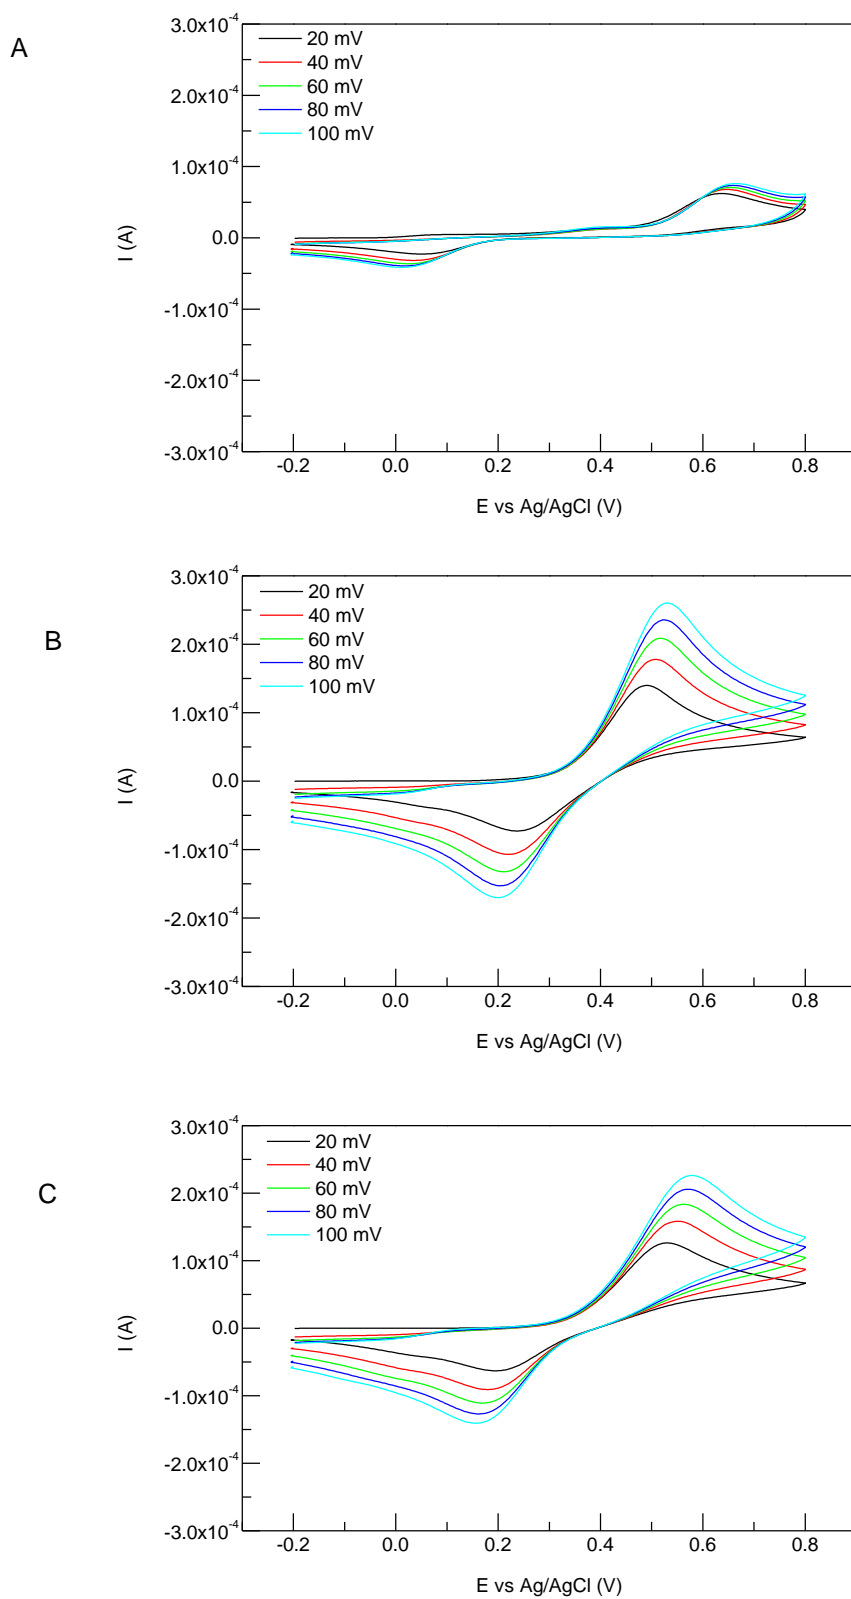 A
3.0x10-4
2.0x10-4
1.0x10-4
0.0
-1.0x10-4
-2.0x10-4
-3.0x10-4
I (A)
20 mV
40 mV
60 mV
80 mV
100 mV
-0.2 0.0 0.2 0.4 0.6 0.8
E vs Ag/AgCl (V)
B
3.0x10-4
2.0x10-4
1.0x10-4
0.0
-1.0x10-4
-2.0x10-4
-3.0x10-4
I (A)
20 mV
40 mV
60 mV
80 mV
100 mV
-0.2 0.0 0.2 0.4 0.6 0.8
E vs Ag/AgCl (V)
C
3.0x10-4
2.0x10-4
1.0x10-4
0.0
-1.0x10-4
-2.0x10-4
-3.0x10-4
I (A)
20 mV
40 mV
60 mV
80 mV
100 mV
-0.2 0.0 0.2 0.4 0.6 0.8
E vs Ag/AgCl (V)